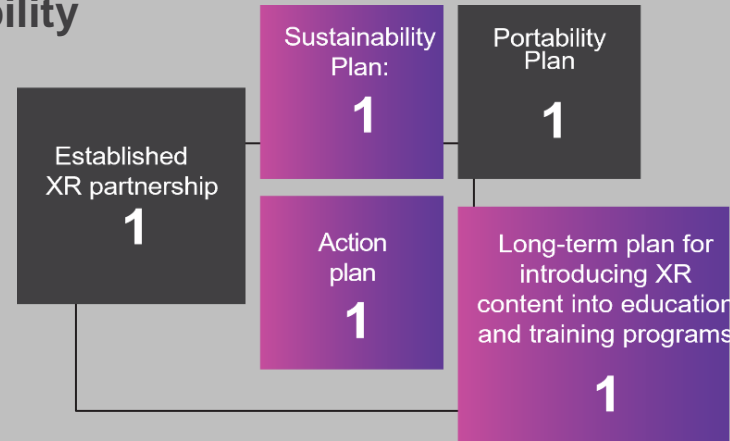 bility
Sustainability
Plan:
1
Portability
Plan
1
Established
XR partnership
1
Action
plan
1
Long-term plan for
introducing XR
content into education
and training programs
1